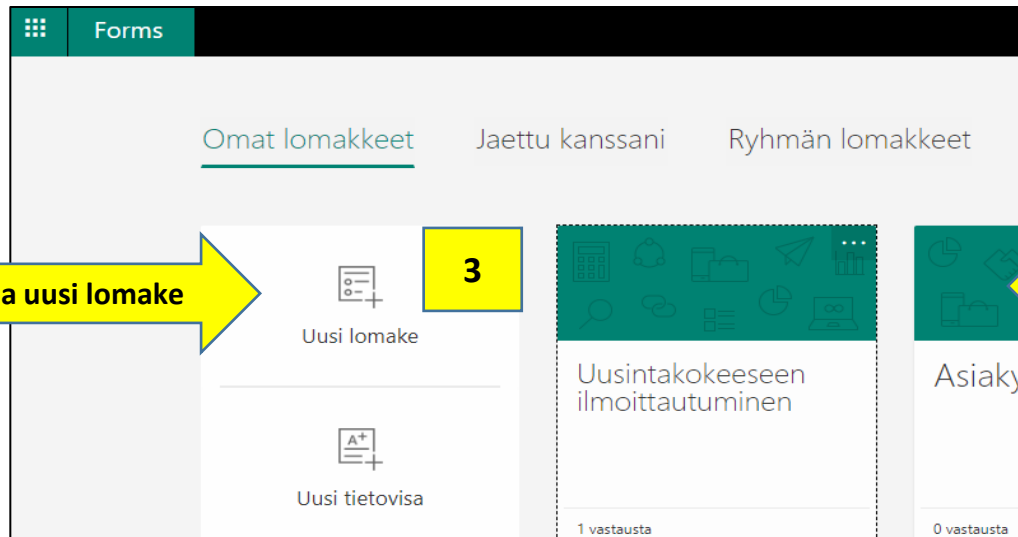 Forms
Omat lomakkeet Jaettu kanssani Ryhmän lomakkeet
3
a uusi lomake
Uusi lomake
Uusintakokeeseen
ilmoittautuminen
Asiaky
A+
Uusi tietovisa
1 vastausta
0 vastausta